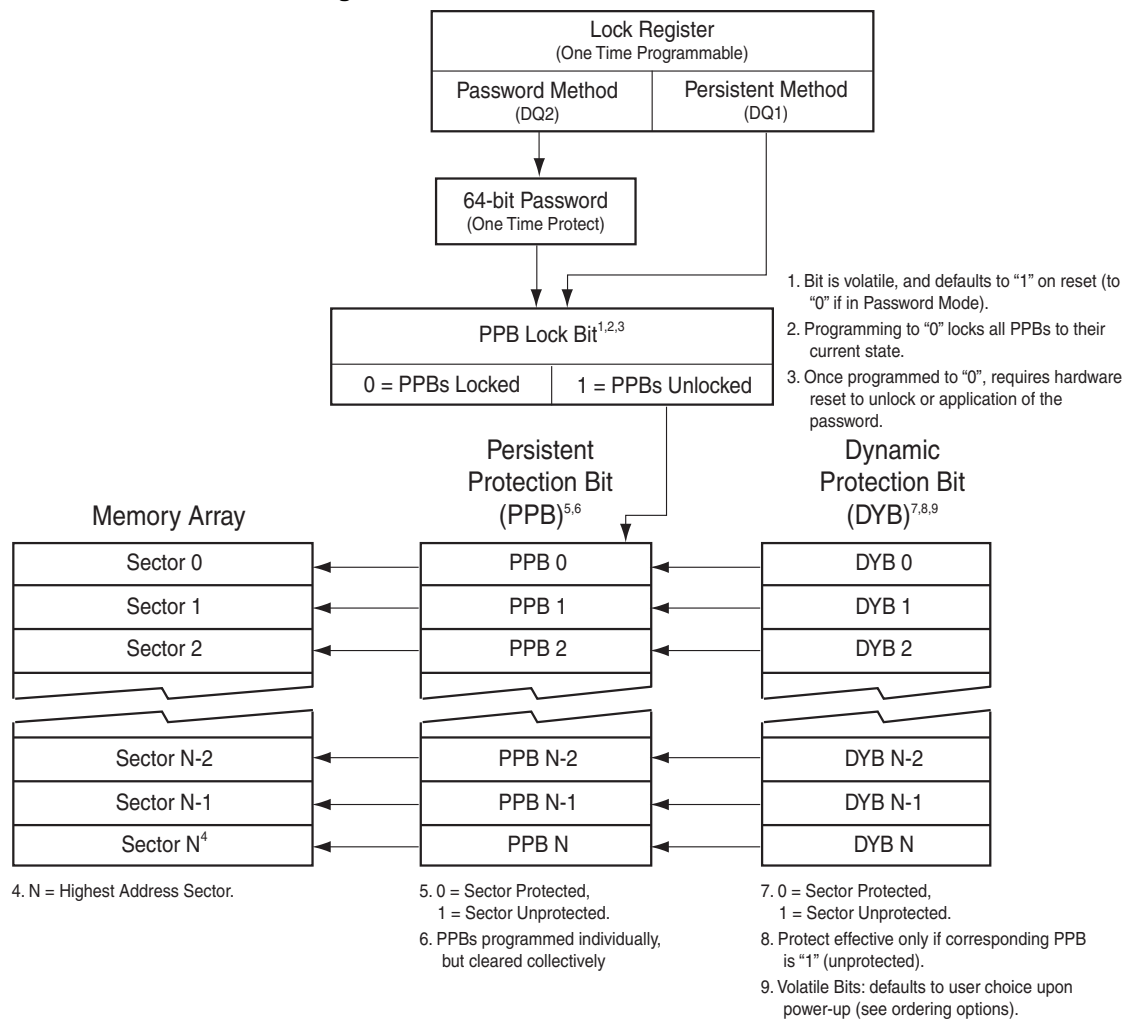 Lock Register
(One Time Programmable)
Password Method
(DQ2)
Persistent Method
(DQ1)
64-bit Password
(One Time Protect)
PPB Lock Bit1,2,3
0 = PPBs Locked
1 = PPBs Unlocked
1. Bit is volatile, and defaults to “1” on reset (to
“0” if in Password Mode).
2. Programming to “0” locks all PPBs to their
current state.
3. Once programmed to “0”, requires hardware
reset to unlock or application of the
password.
Memory Array
Persistent
Protection Bit
(PPB)5,6
Dynamic
Protection Bit
(DYB)7,8,9
Sector 0
PPB 0
DYB 0
Sector 1
PPB 1
DYB 1
Sector 2
PPB 2
DYB 2
Sector N-2
PPB N-2
DYB N-2
Sector N-1
PPB N-1
DYB N-1
Sector N4
PPB N
DYB N
4. N = Highest Address Sector.
5. 0 = Sector Protected,
1 = Sector Unprotected.
6. PPBs programmed individually,
but cleared collectively
7. 0 = Sector Protected,
1 = Sector Unprotected.
8. Protect effective only if corresponding PPB
is “1” (unprotected).
9. Volatile Bits: defaults to user choice upon
power-up (see ordering options).